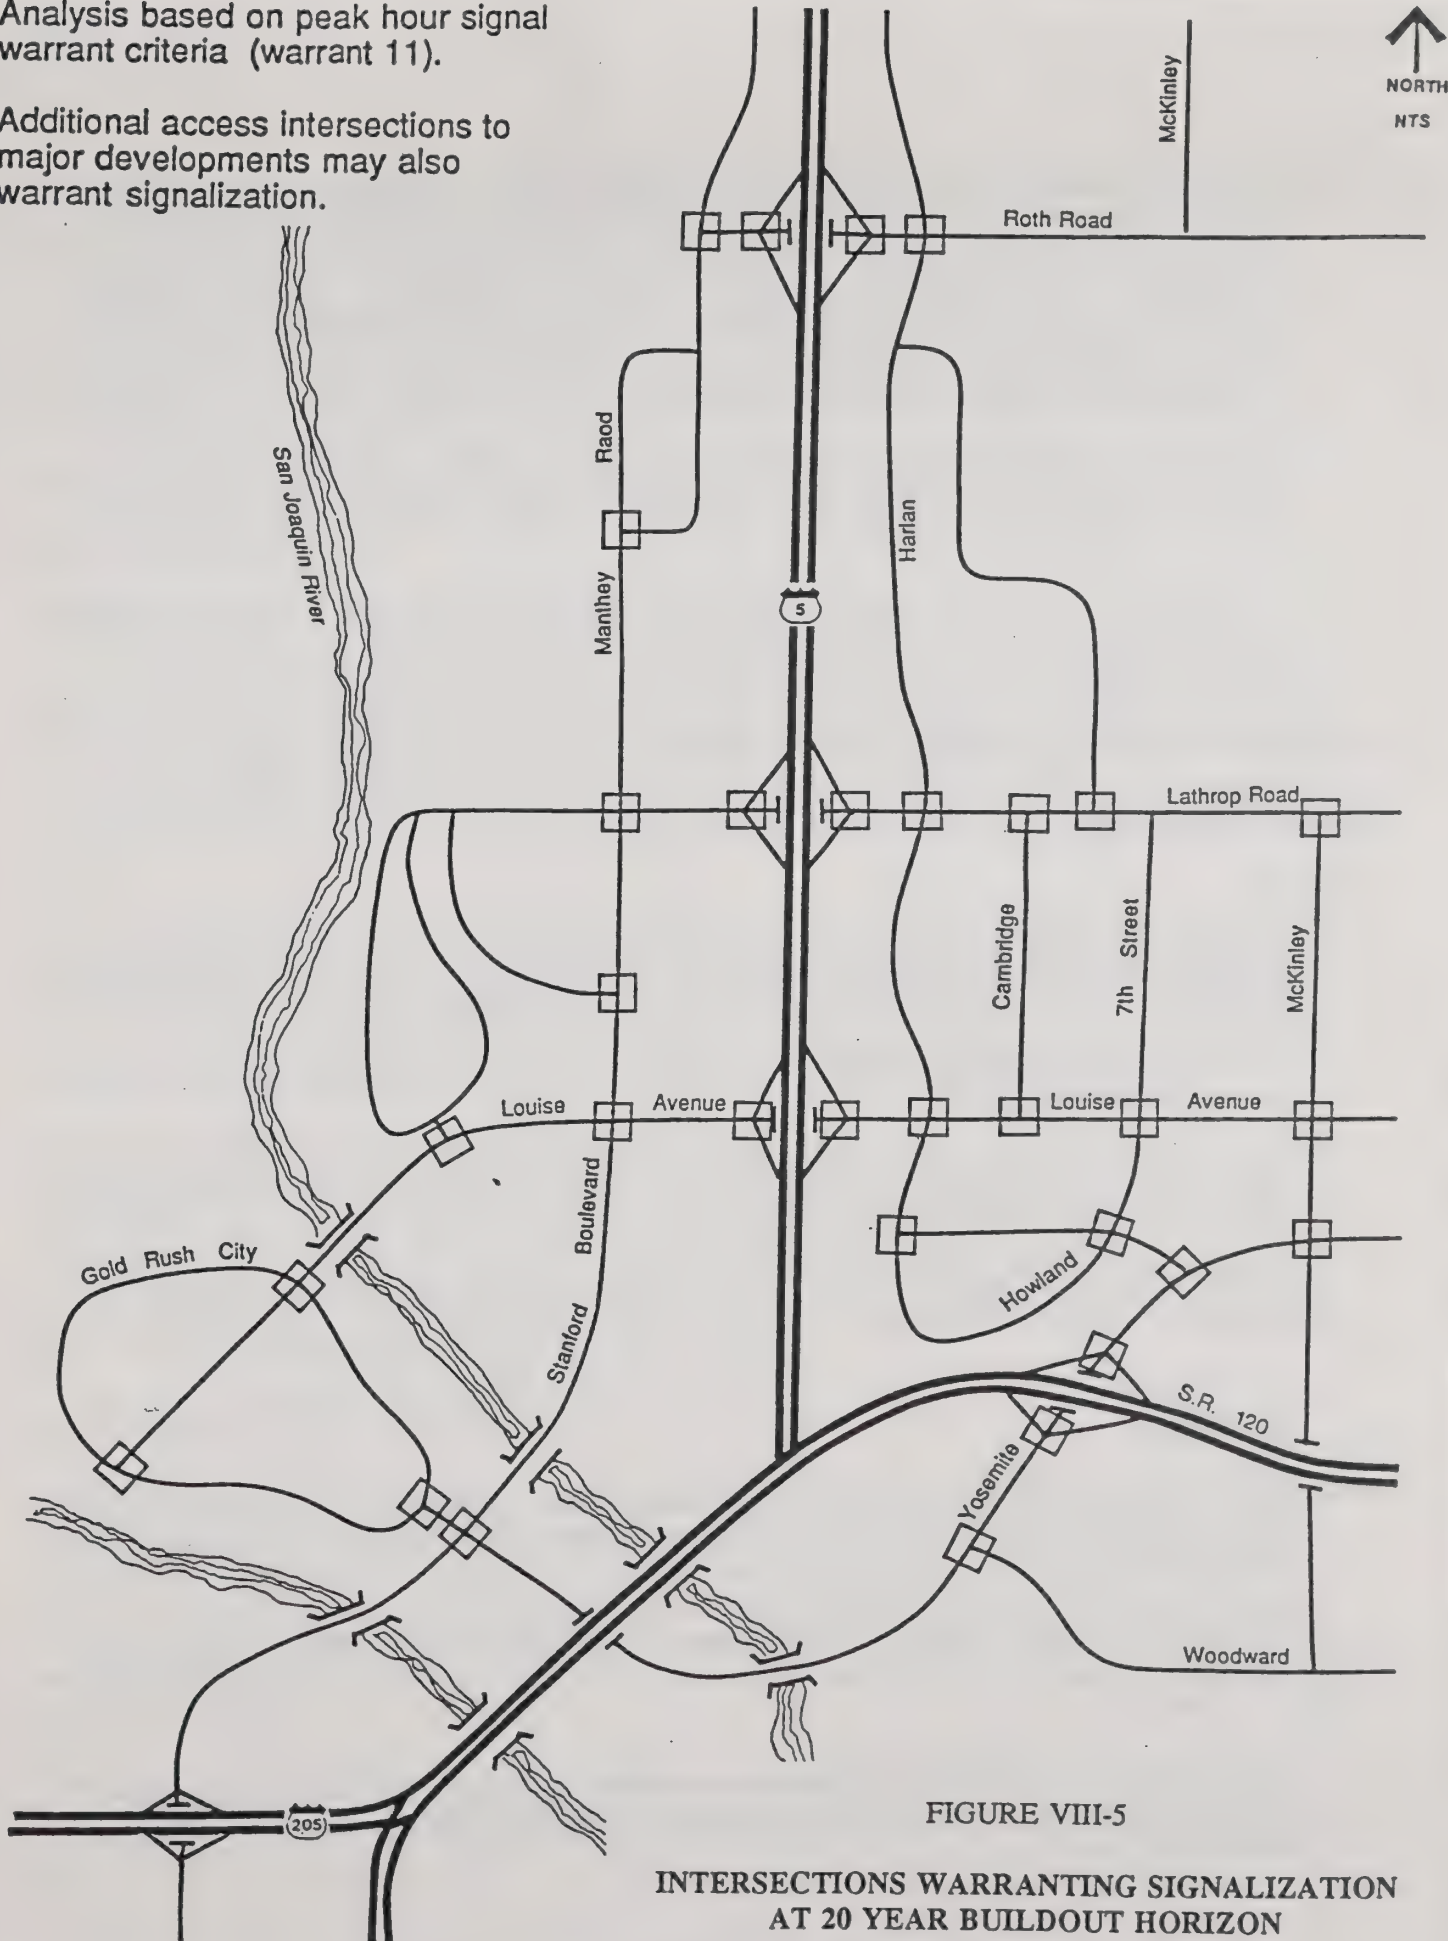 Analysis based on peak hour signal
warrant criteria (warrant 11).
Additional access intersections to
major developments may also
warrant signalization.
McKinley
NORTH
NTS
Roth Road
San Joaquin River
Raod
Manthey
Harlan
5
Lathrop Road
Cambridge
7th Street
McKinley
Louise Avenue
Louise Avenue
Boulevard
Stanford
Gold Rush City
Howland
S.R. 120
Yosemite
Woodward
205
FIGURE VIII-5
INTERSECTIONS WARRANTING SIGNALIZATION
AT 20 YEAR BUILDOUT HORIZON